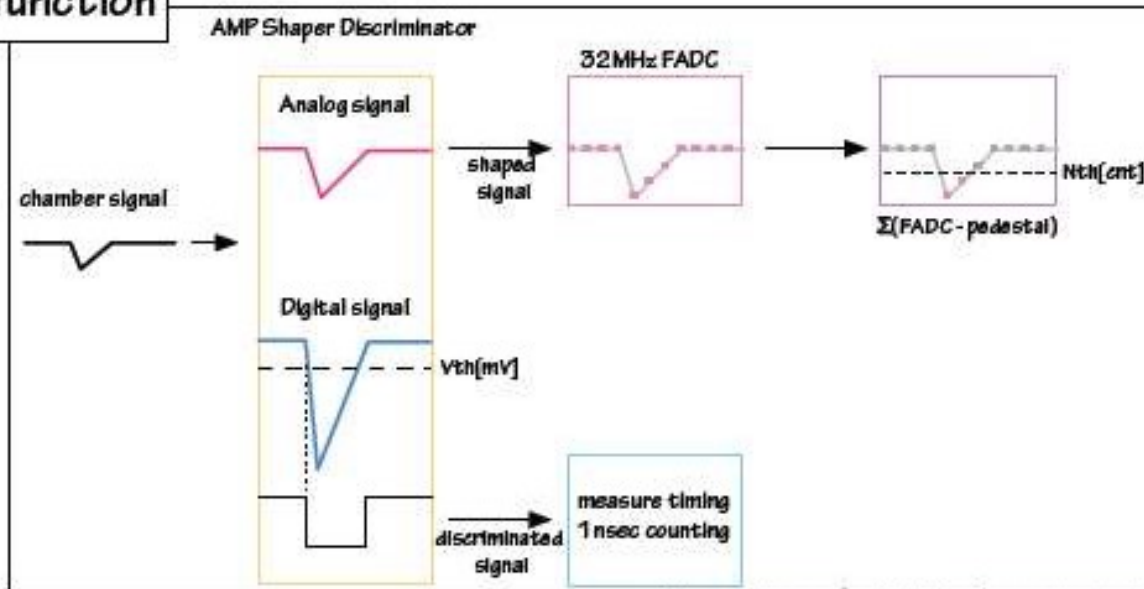 unction
AMP Shaper Discriminator
32MHz FADC
Analog signal
shaped
signal
Nth[cnt]
Σ(FADC-pedestal)
chamber signal
Digital signal
Vth[mV]
measure timing
1nsec counting
discriminated
signal